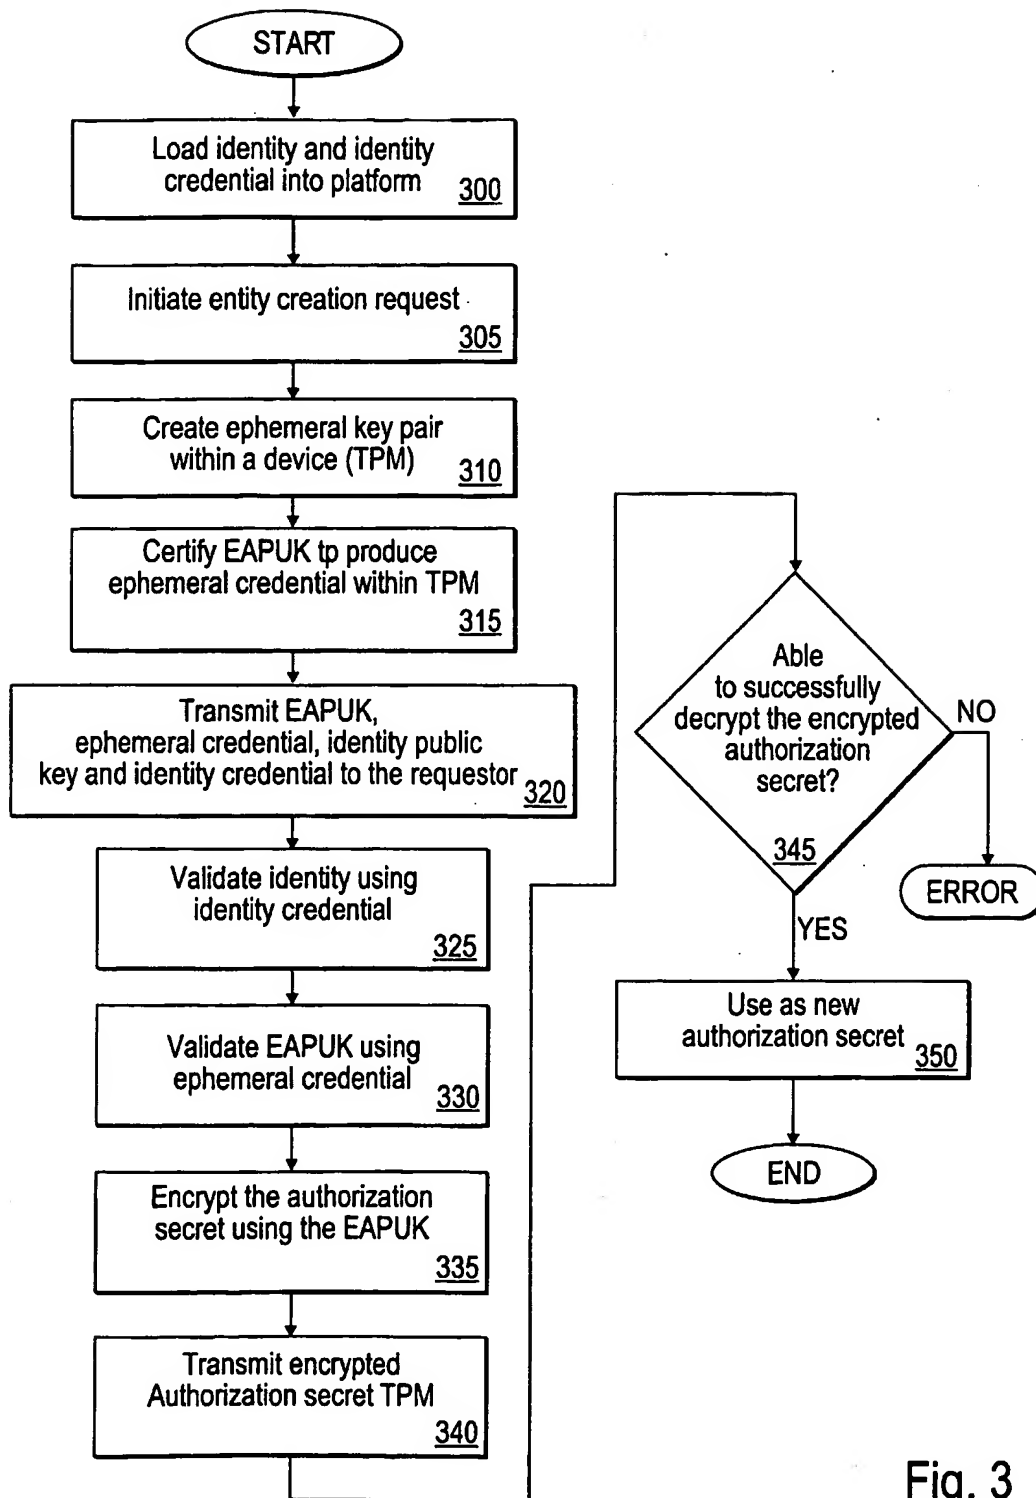 START
Load identity and identity
credential into platform
300
Initiate entity creation request
305
Create ephemeral key pair
within a device (TPM)
310
Certify EAPUK tp produce
ephemeral credential within TPM
315
Transmit EAPUK,
ephemeral credential, identity public
key and identity credential to the requestor
320
Validate identity using
identity credential
325
Validate EAPUK using
ephemeral credential
330
Encrypt the authorization
secret using the EAPUK
335
Transmit encrypted
Authorization secret TPM
340
Able
to successfully
decrypt the encrypted
authorization
secret?
345
NO
ERROR
YES
Use as new
authorization secret
350
END
Fig. 3